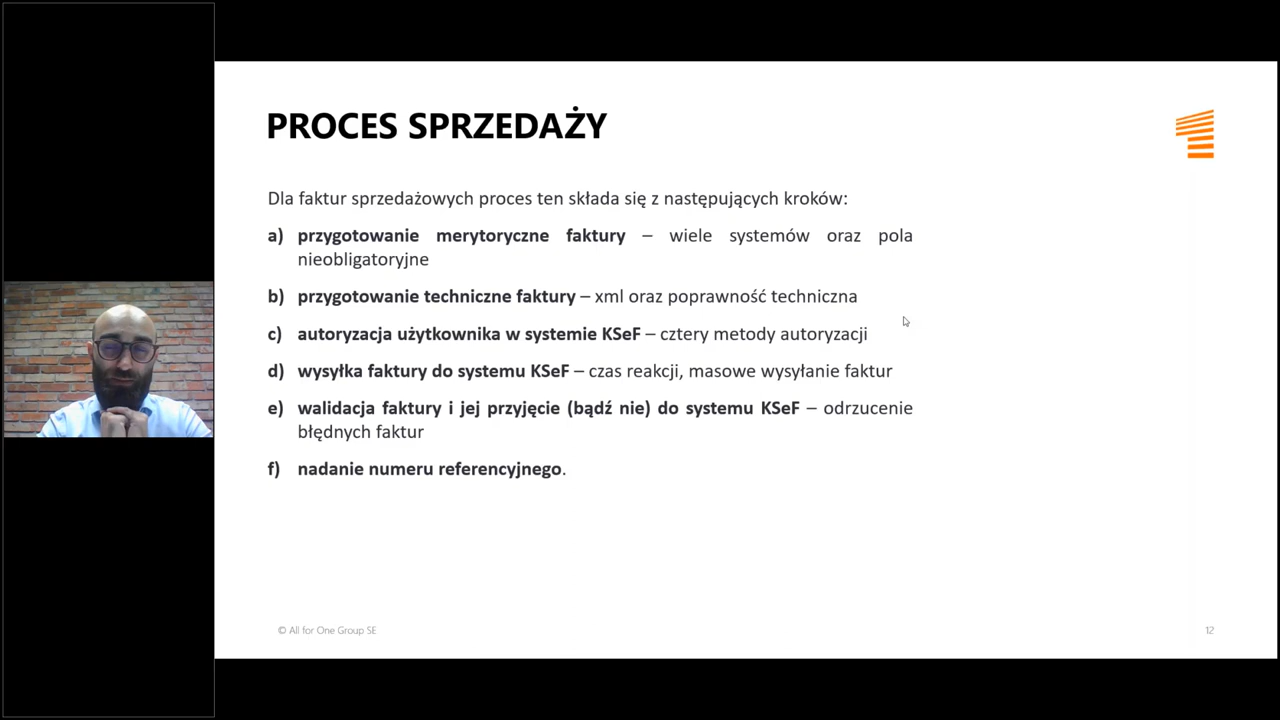 PROCES SPRZEDAŻY
Dla faktur sprzedażowych proces ten składa się z następujących kroków:
a) przygotowanie merytoryczne faktury – wiele systemów oraz pola
nieobligatoryjne
b) przygotowanie techniczne faktury – xml oraz poprawność techniczna
c) autoryzacja użytkownika w systemie KSeF – cztery metody autoryzacji
d) wysyłka faktury do systemu KSeF – czas reakcji, masowe wysyłanie faktur
e) walidacja faktury i jej przyjęcie (bądź nie) do systemu KSeF – odrzucenie
błędnych faktur
f) nadanie numeru referencyjnego.
© All for One Group SE
12